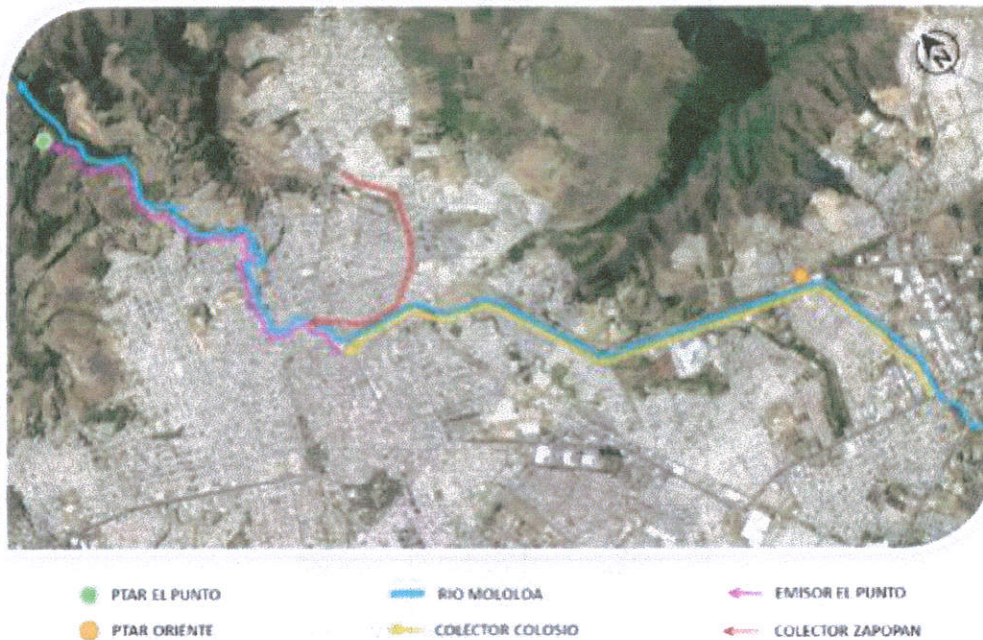 N
PTAR EL PUNTO
RIO MOLOLOA
EMISOR EL PUNTO
PTAR ORIENTE
COLECTOR COLOSIO
COLECTOR ZAPOPAN